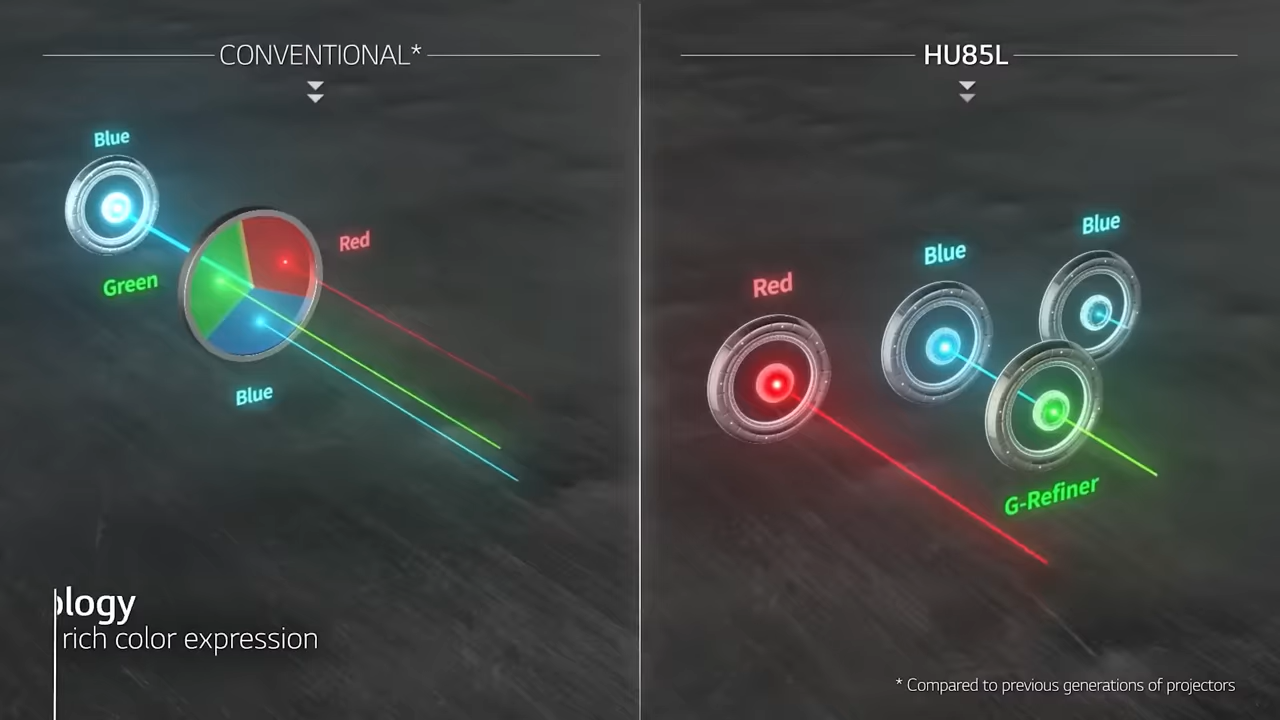 CONVENTIONAL*
Blue
Red
Green
Blue
HU85L
Blue
Blue
Red
G-Refiner
rich color expression
* Compared to previous generations of projectors